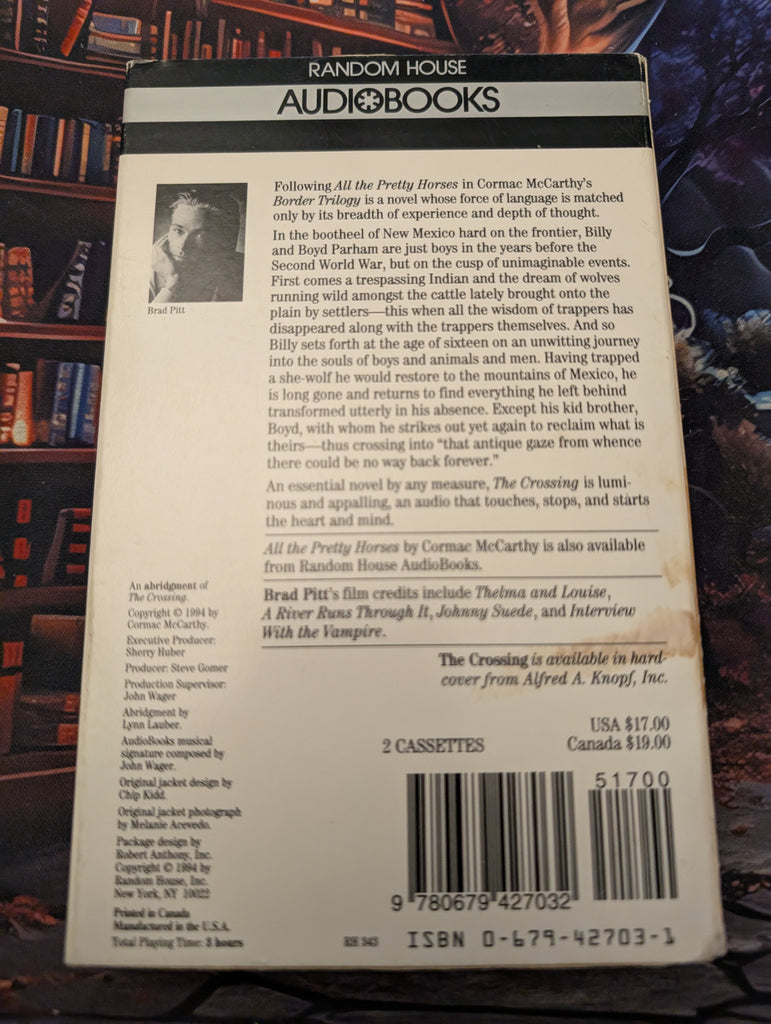 RANDOM HOUSE
AUDIOBOOKS
Brad Pitt
Following All the Pretty Horses in Cormac McCarthy's
Border Trilogy is a novel whose force of language is matched
only by its breadth of experience and depth of thought.
In the bootheel of New Mexico hard on the frontier, Billy
and Boyd Parham are just boys in the years before the
Second World War, but on the cusp of unimaginable events.
First comes a trespassing Indian and the dream of wolves
running wild amongst the cattle lately brought onto the
plain by settlers—this when all the wisdom of trappers has
disappeared along with the trappers themselves. And so
Billy sets forth at the age of sixteen on an unwitting journey
into the souls of boys and animals and men. Having trapped
a she-wolf he would restore to the mountains of Mexico, he
is long gone and returns to find everything he left behind
transformed utterly in his absence. Except his kid brother,
Boyd, with whom he strikes out yet again to reclaim what is
theirs—thus crossing into "that antique gaze from whence
there could be no way back forever."
An essential novel by any measure, The Crossing is lumi-
nous and appalling, an audio that touches, stops, and starts
the heart and mind.
All the Pretty Horses by Cormac McCarthy is also available
from Random House AudioBooks.
Brad Pitt's film credits include Thelma and Louise,
A River Runs Through It, Johnny Suede, and Interview
With the Vampire.
The Crossing is available in hard-
cover from Alfred A. Knopf, Inc.
An abridgment of
The Crossing.
Copyright © 1994 by
Cormac McCarthy.
Executive Producer:
Sherry Huber
Producer: Steve Gomer
Production Supervisor:
John Wager
Abridgment by
Lynn Lauber.
AudioBooks musical
signature composed by
John Wager.
Original jacket design by
Chip Kidd.
Original jacket photograph
by Melanie Acevedo.
Package design by
Robert Anthony, Inc.
Copyright © 1994 by
Random House, Inc.
New York, NY 10022
Printed in Canada
Manufactured in the U.S.A.
Total Playing Time: 3 hours
RH 343
2 CASSETTES
USA $17.00
Canada $19.00
51700
9 780679 427032
ISBN 0-679-42703-1